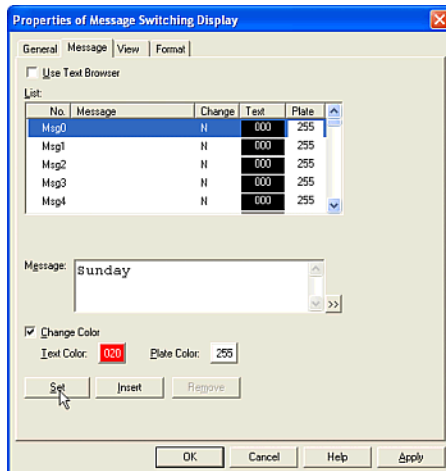 Properties of Message Switching Display
General Message View Format
Use Text Browser
List:
No. Message Change Text Plate
Msg0 N 000 255
Msg1 N 000 255
Msg2 N 000 255
Msg3 N 000 255
Msg4 N 000 255
Message: Sunday
>>
Change Color
Text Color: 020 Plate Color: 255
Set Insert Remove
OK Cancel Help Apply